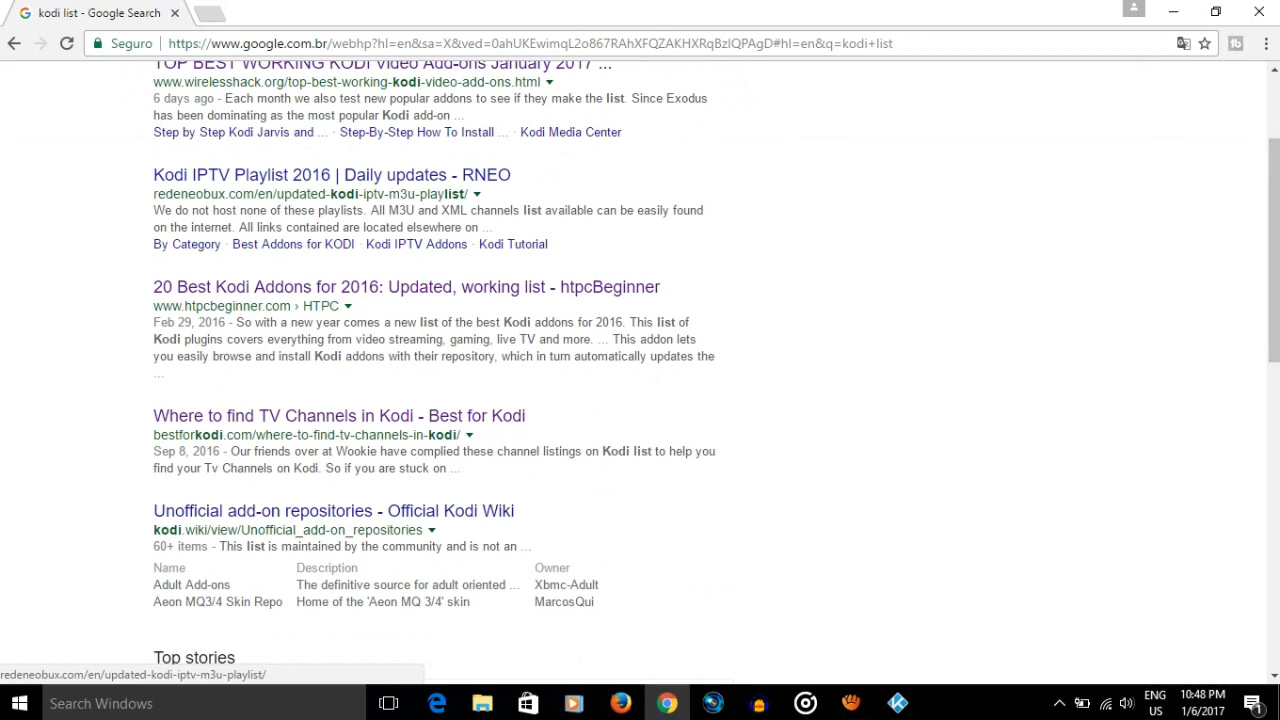 kodi list - Google Search
Seguro
https://www.google.com.br/webhp?hl=en&sa=X&ved=0ahUKEwimqL2o867RAhXFQZAKHXRqBzIQPAgD#hl=en&q=kodi+list
TOP BEST WORKING KODI Video Add-ons January 2017 ...
www.wirelesshack.org/top-best-working-kodi-video-add-ons.html
6 days ago - Each month we also test new popular addons to see if they make the list. Since Exodus
has been dominating as the most popular Kodi add-on ...
Step by Step Kodi Jarvis and ... · Step-By-Step How To Install ... · Kodi Media Center
Kodi IPTV Playlist 2016 | Daily updates - RNEO
redeneobux.com/en/updated-kodi-iptv-m3u-playlist/
We do not host none of these playlists. All M3U and XML channels list available can be easily found
on the internet. All links contained are located elsewhere on ...
By Category · Best Addons for KODI · Kodi IPTV Addons · Kodi Tutorial
20 Best Kodi Addons for 2016: Updated, working list - htpcBeginner
www.htpcbeginner.com › HTPC
Feb 29, 2016 - So with a new year comes a new list of the best Kodi addons for 2016. This list of
Kodi plugins covers everything from video streaming, gaming, live TV and more. ... This addon lets
you easily browse and install Kodi addons with their repository, which in turn automatically updates the
...
Where to find TV Channels in Kodi - Best for Kodi
bestforkodi.com/where-to-find-tv-channels-in-kodi/
Sep 8, 2016 - Our friends over at Wookie have complied these channel listings on Kodi list to help you
find your Tv Channels on Kodi. So if you are stuck on ...
Unofficial add-on repositories - Official Kodi Wiki
kodi.wiki/view/Unofficial_add-on_repositories
60+ items - This list is maintained by the community and is not an ...
Name Description Owner
Adult Add-ons The definitive source for adult oriented ... Xbmc-Adult
Aeon MQ3/4 Skin Repo Home of the 'Aeon MQ 3/4' skin MarcosQui
Top stories
redeneobux.com/en/updated-kodi-iptv-m3u-playlist/
Search Windows
ENG
US
10:48 PM
1/6/2017
1